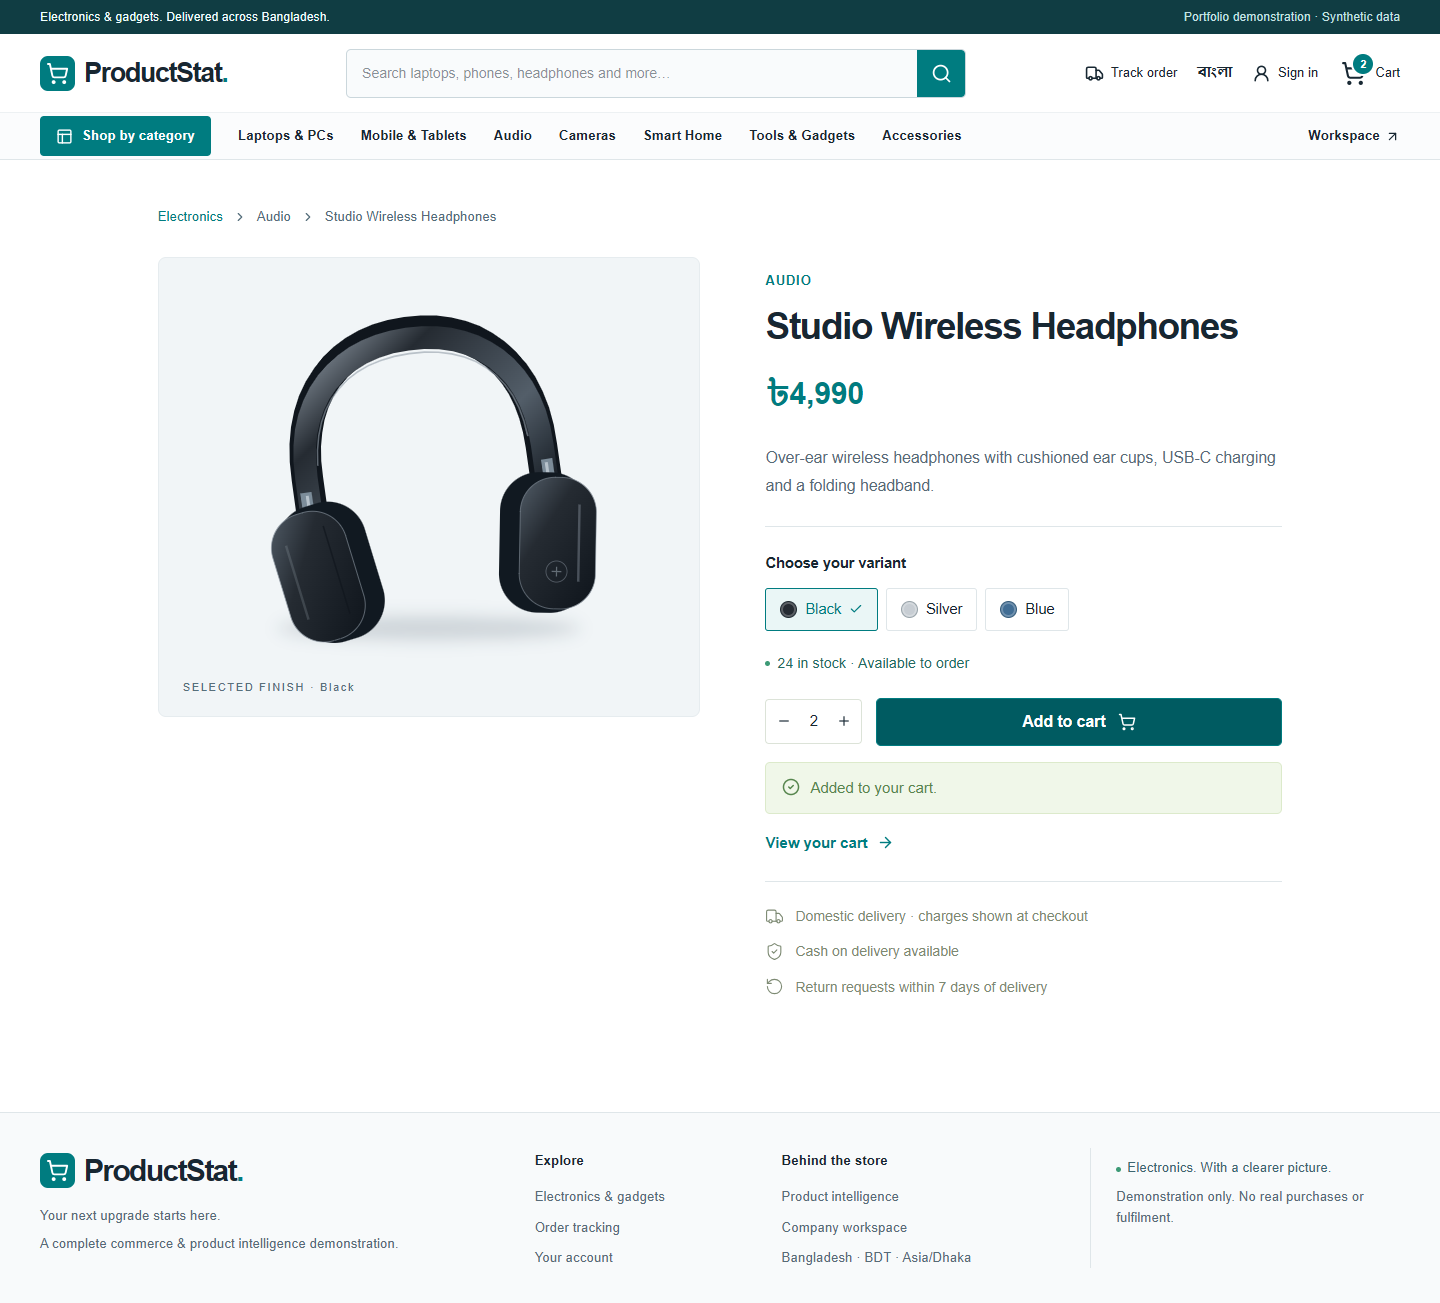 Electronics & gadgets. Delivered across Bangladesh.
Portfolio demonstration · Synthetic data
ProductStat.
Search laptops, phones, headphones and more...
Track order
বাংলা
Sign in
2
Cart
Shop by category
Laptops & PCs
Mobile & Tablets
Audio
Cameras
Smart Home
Tools & Gadgets
Accessories
Workspace
Electronics
Audio
Studio Wireless Headphones
AUDIO
Studio Wireless Headphones
৳4,990
Over-ear wireless headphones with cushioned ear cups, USB-C charging
and a folding headband.
Choose your variant
Black
Silver
Blue
24 in stock · Available to order
− 2 +
Add to cart
Added to your cart.
View your cart
SELECTED FINISH · Black
Domestic delivery · charges shown at checkout
Cash on delivery available
Return requests within 7 days of delivery
ProductStat.
Your next upgrade starts here.
A complete commerce & product intelligence demonstration.
Explore
Electronics & gadgets
Order tracking
Your account
Behind the store
Product intelligence
Company workspace
Bangladesh · BDT · Asia/Dhaka
Electronics. With a clearer picture.
Demonstration only. No real purchases or
fulfilment.